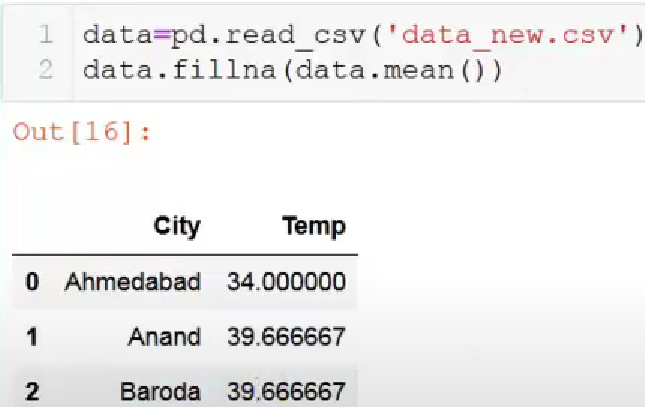 1 data=pd.read_csv('data_new.csv')
2 data.fillna(data.mean())
Out[16]:
City Temp
0 Ahmedabad 34.000000
1 Anand 39.666667
2 Baroda 39.666667